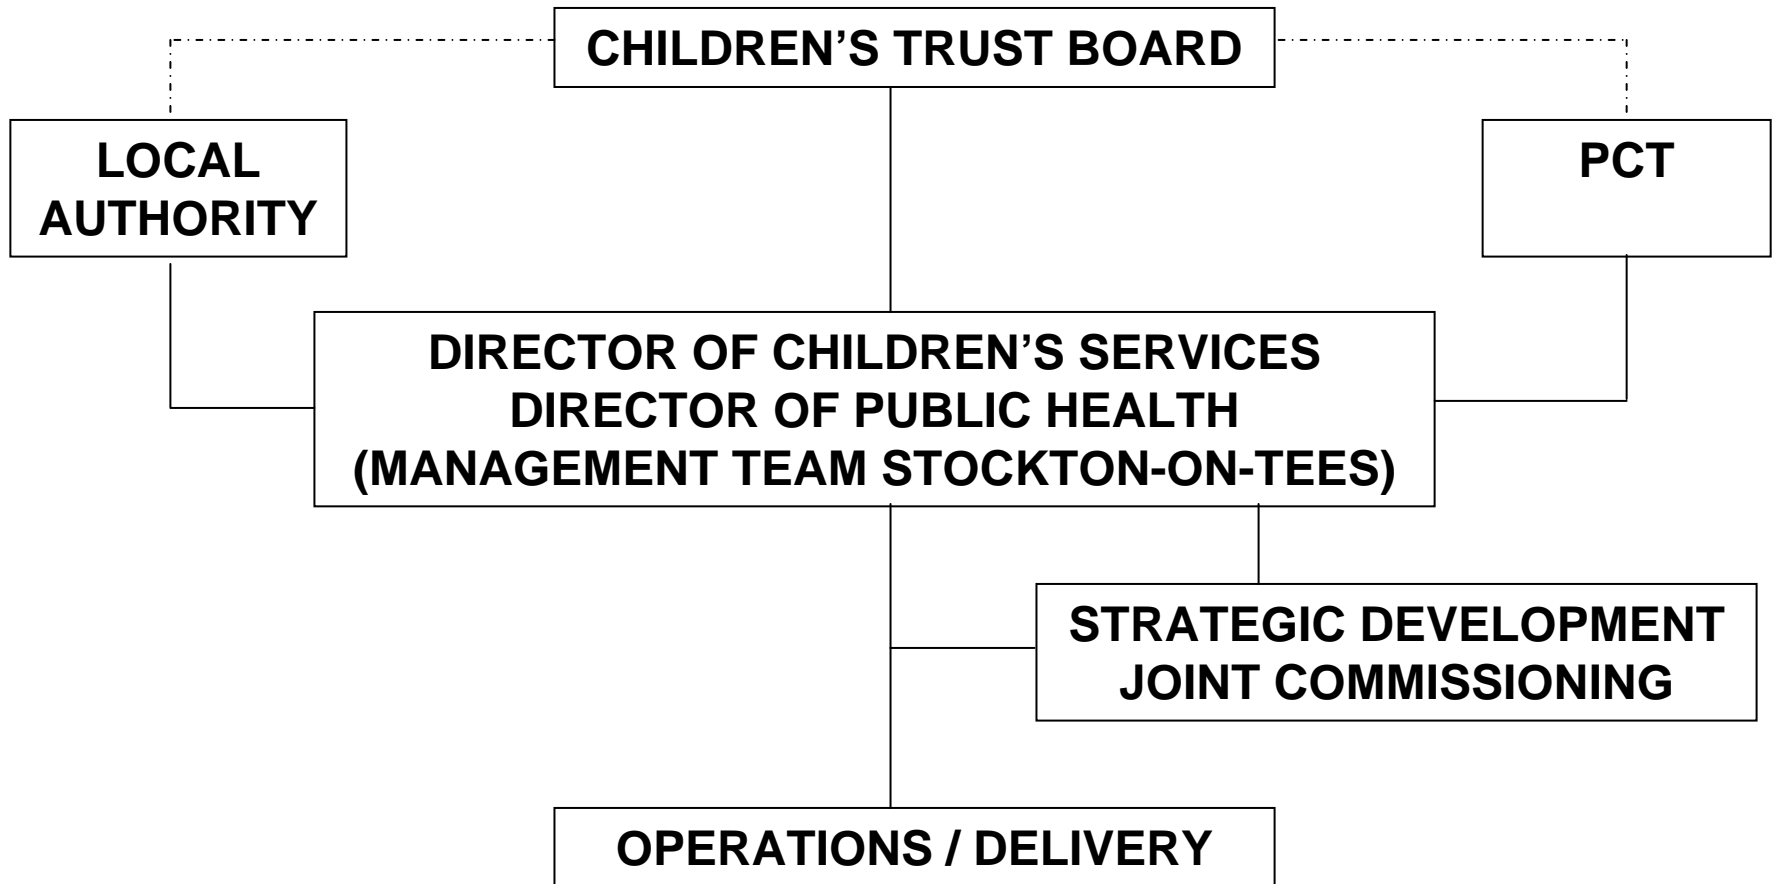 CHILDREN’S TRUST BOARD
LOCAL
AUTHORITY
PCT
DIRECTOR OF CHILDREN’S SERVICES
DIRECTOR OF PUBLIC HEALTH
(MANAGEMENT TEAM STOCKTON-ON-TEES)
STRATEGIC DEVELOPMENT
JOINT COMMISSIONING
OPERATIONS / DELIVERY